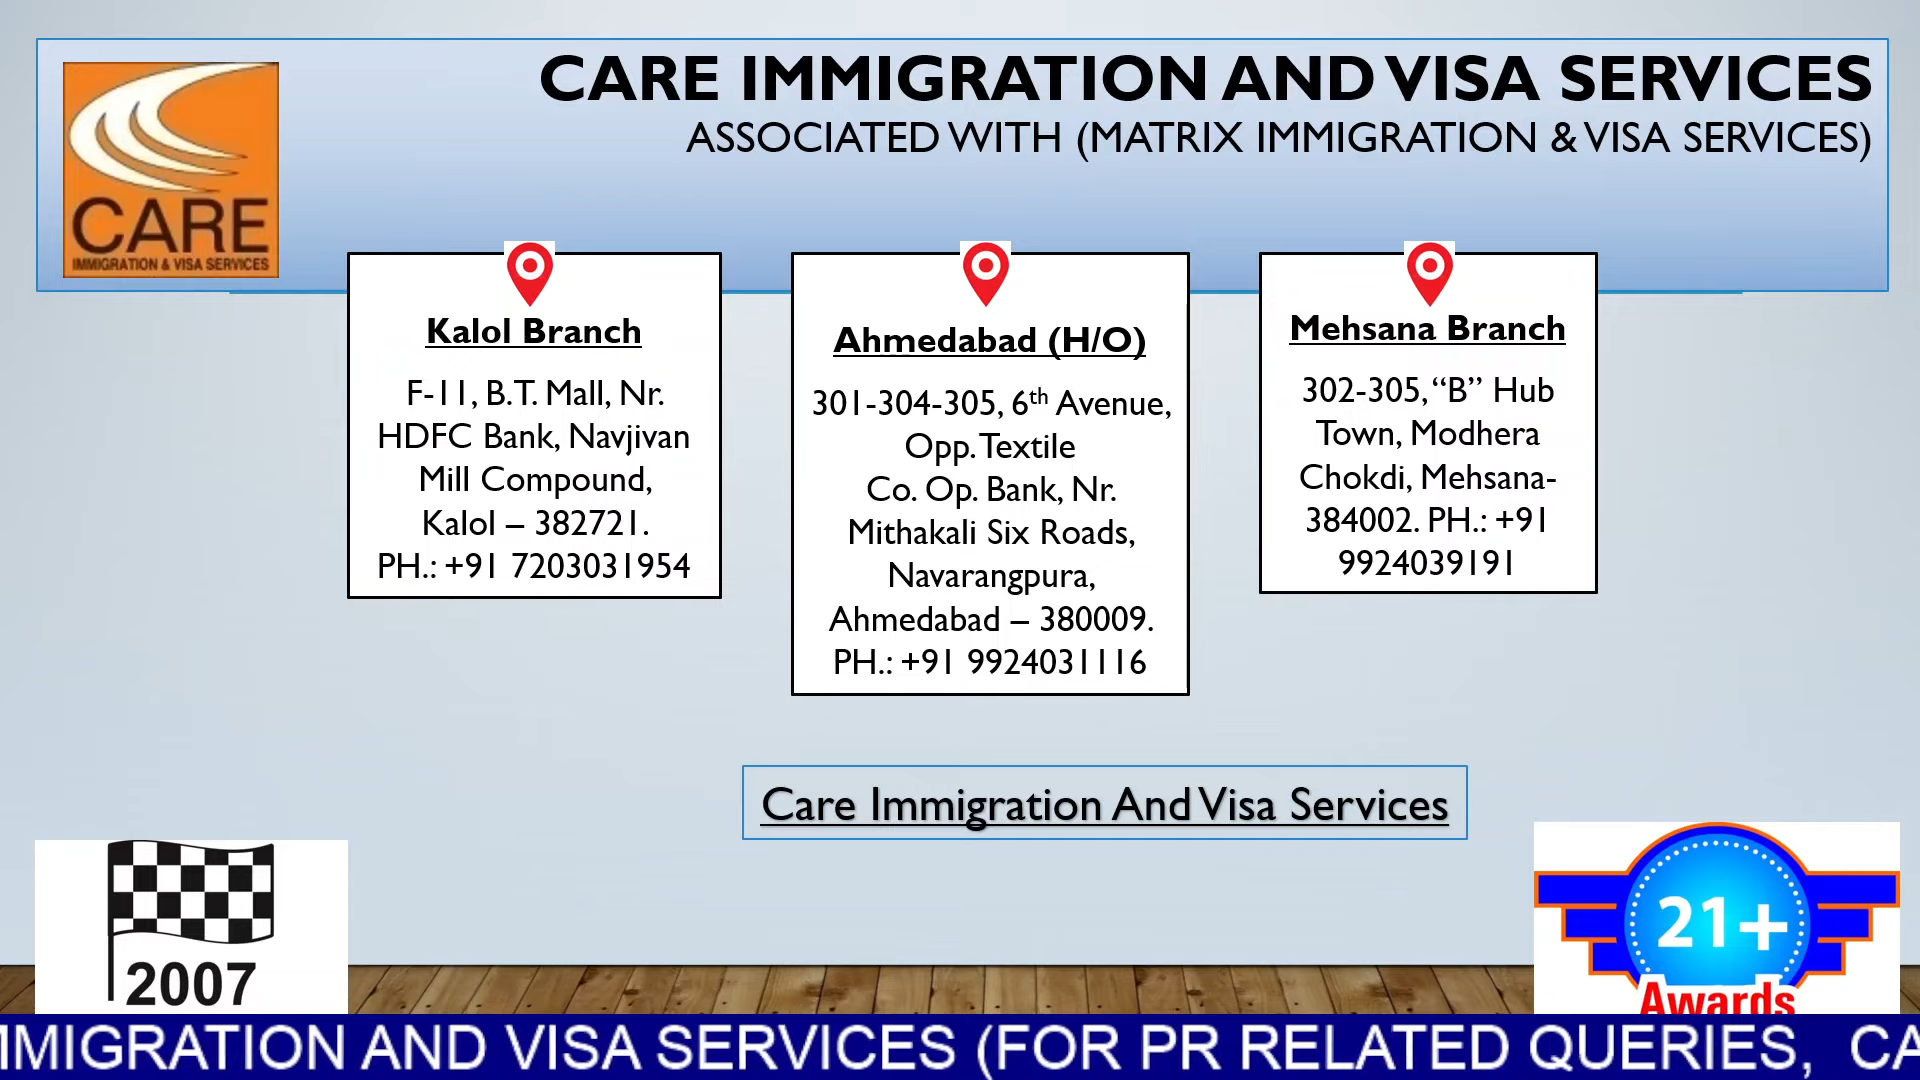 CARE IMMIGRATION AND VISA SERVICES
ASSOCIATED WITH (MATRIX IMMIGRATION & VISA SERVICES)
CARE
IMMIGRATION & VISA SERVICES
Kalol Branch
F-11, B.T. Mall, Nr.
HDFC Bank, Navjivan
Mill Compound,
Kalol – 382721.
PH.: +91 7203031954
Ahmedabad (H/O)
301-304-305, 6th Avenue,
Opp. Textile
Co. Op. Bank, Nr.
Mithakali Six Roads,
Navarangpura,
Ahmedabad – 380009.
PH.: +91 9924031116
Mehsana Branch
302-305, “B” Hub
Town, Modhera
Chokdi, Mehsana-
384002. PH.: +91
9924039191
Care Immigration And Visa Services
2007
21+
Awards
MMIGRATION AND VISA SERVICES (FOR PR RELATED QUERIES, CA